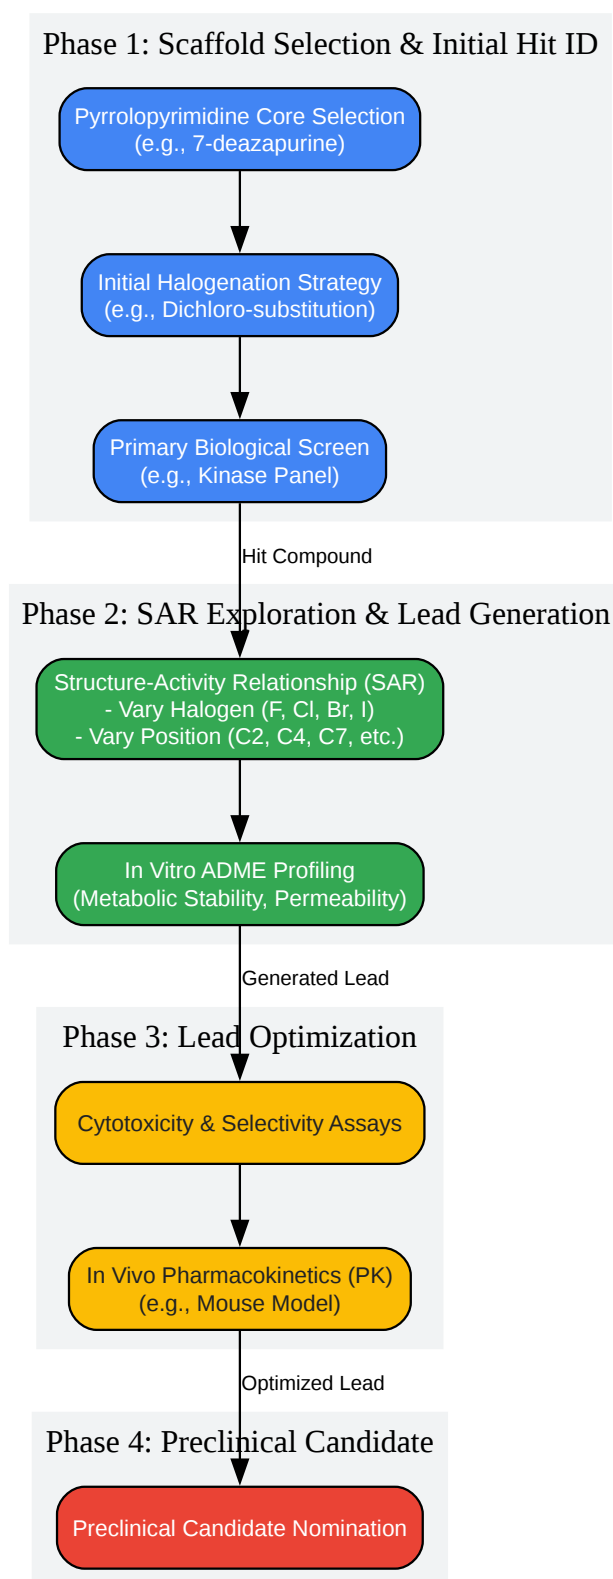 Phase 1: Scaffold Selection & Initial Hit ID
Pyrrolopyrimidine Core Selection
(e.g., 7-deazapurine)
Initial Halogenation Strategy
(e.g., Dichloro-substitution)
Primary Biological Screen
(e.g., Kinase Panel)
Hit Compound
Phase 2: SAR Exploration & Lead Generation
Structure-Activity Relationship (SAR)
- Vary Halogen (F, Cl, Br, I)
- Vary Position (C2, C4, C7, etc.)
In Vitro ADME Profiling
(Metabolic Stability, Permeability)
Generated Lead
Phase 3: Lead Optimization
Cytotoxicity & Selectivity Assays
In Vivo Pharmacokinetics (PK)
(e.g., Mouse Model)
Optimized Lead
Phase 4: Preclinical Candidate
Preclinical Candidate Nomination